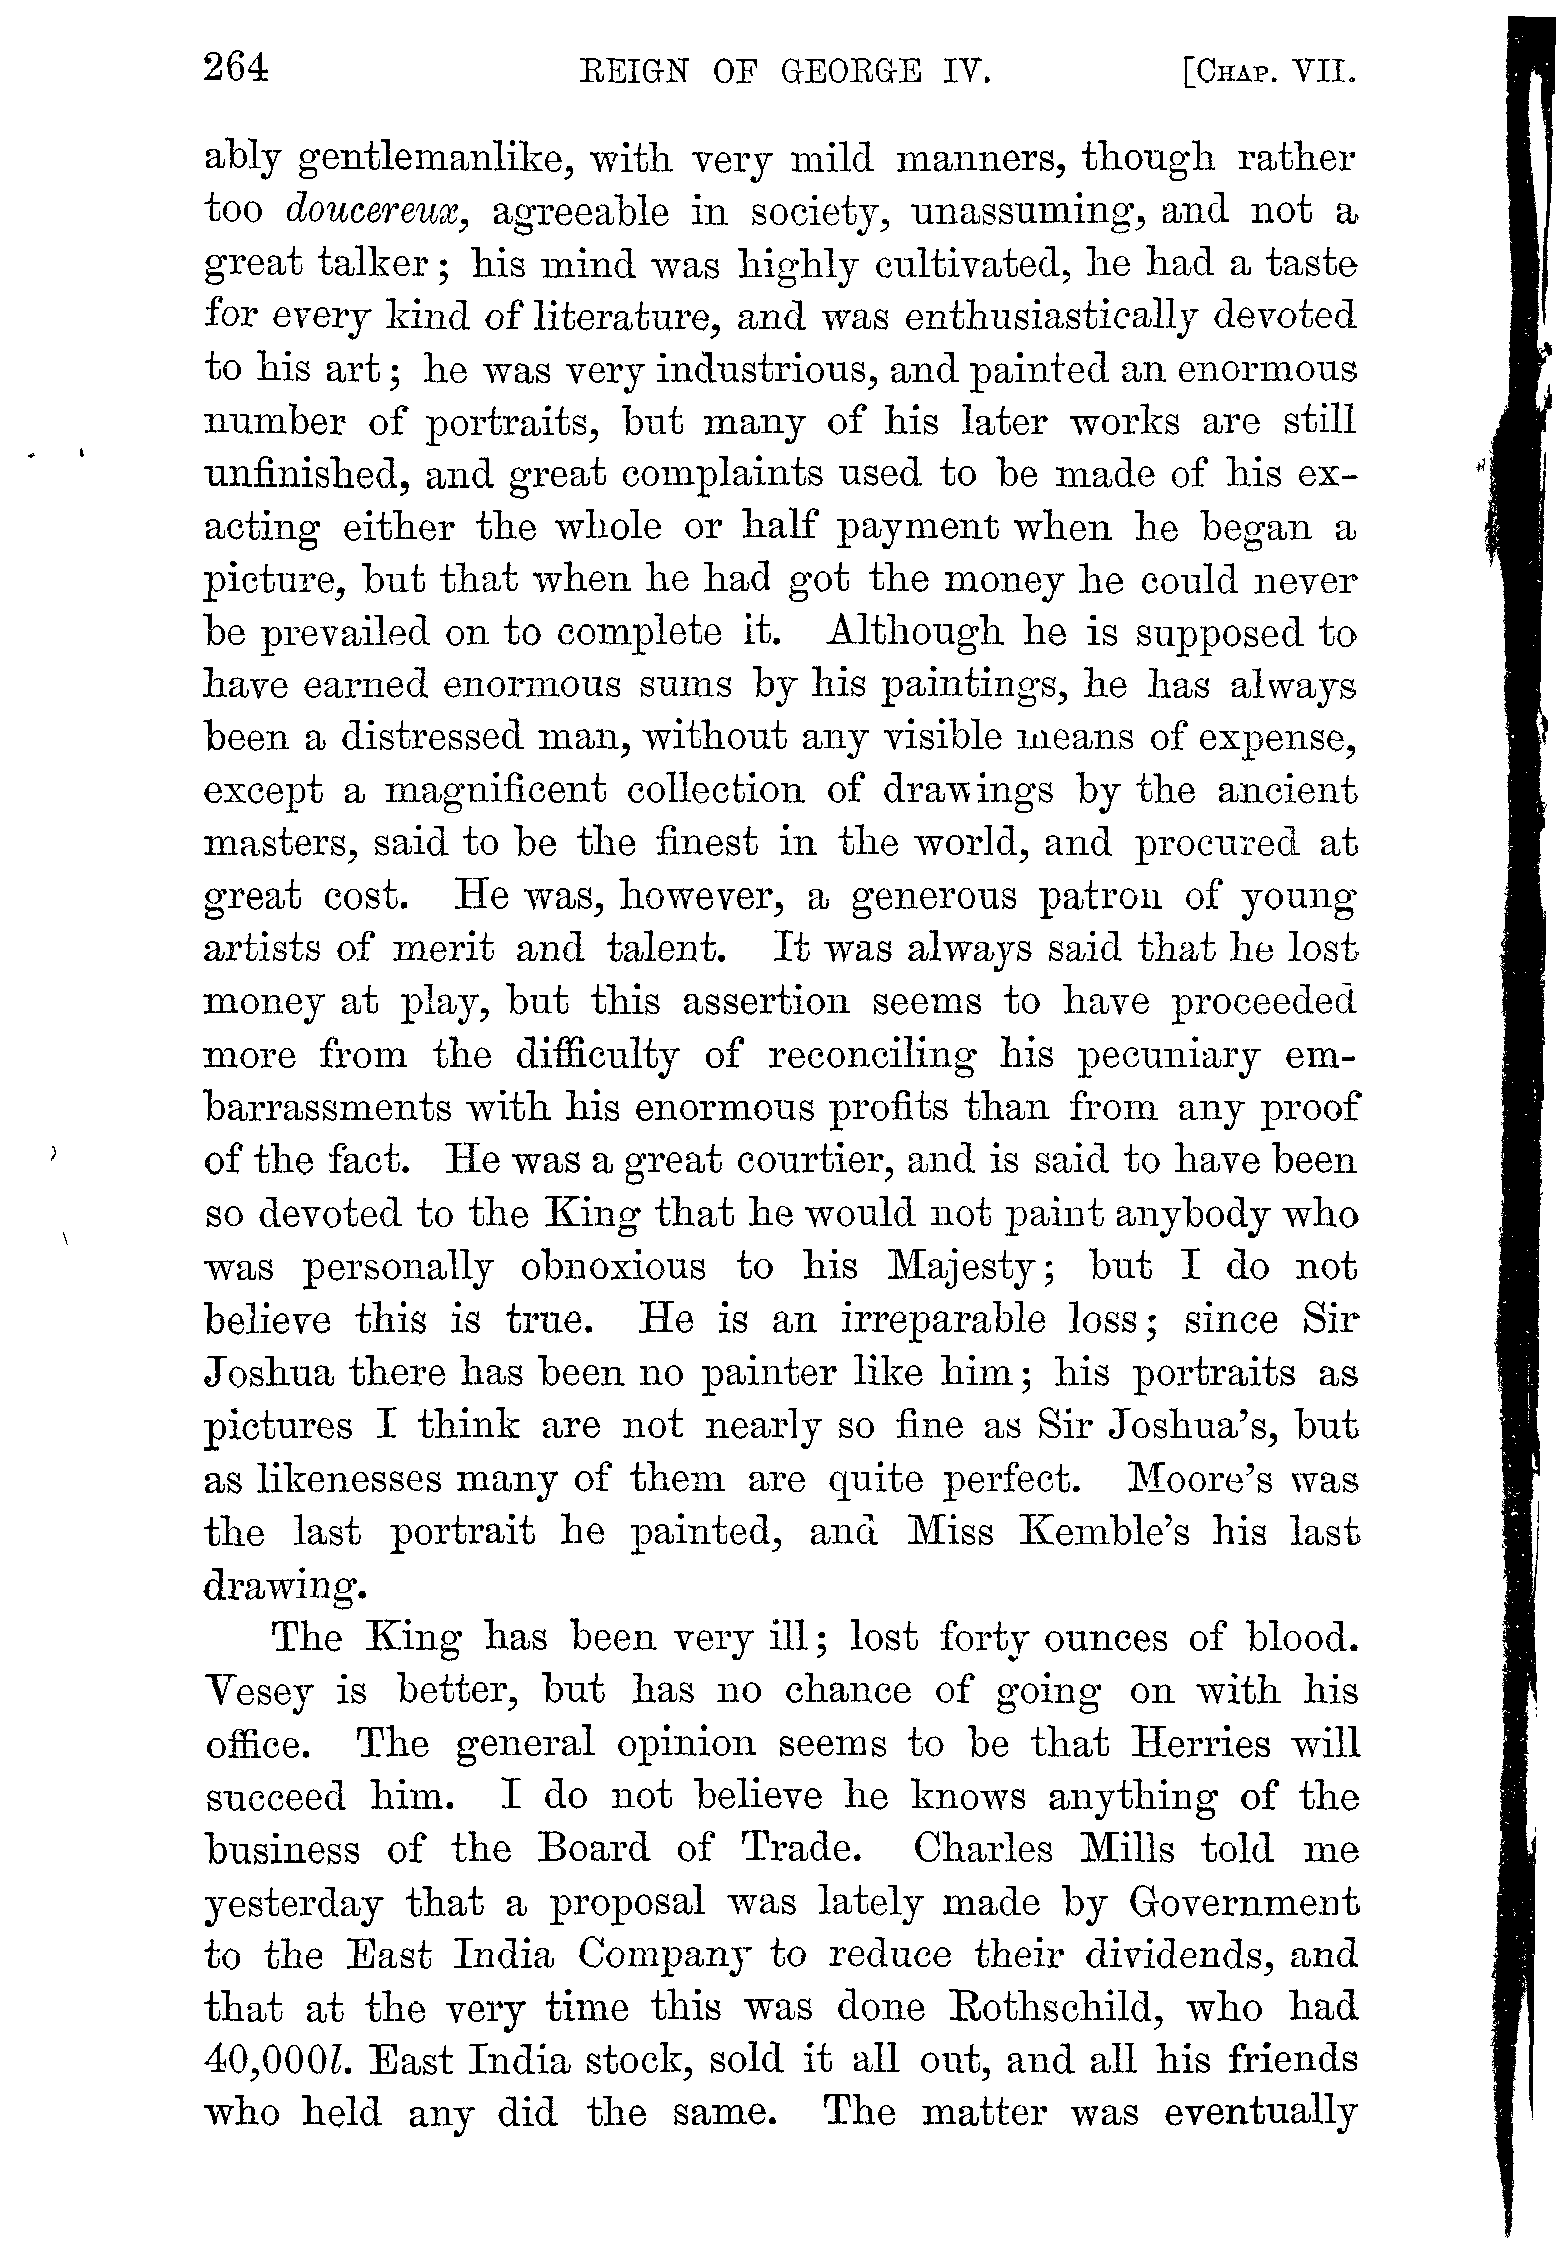 264 REIGN OF GEORGE IV. [CHAP. VII.
ably gentlemanlike, with very mild manners, though rather
too doucereux, agreeable in society, unassuming, and not a
great talker; his mind was highly cultivated, he had a taste
for every kind of literature, and was enthusiastically devoted
to his art; he was very industrious, and painted an enormous
number of portraits, but many of his later works are still
unfinished, and great complaints used to be made of his ex-
acting either the whole or half payment when he began a
picture, but that when he had got the money he could never
be prevailed on to complete it. Although he is supposed to
have earned enormous sums by his paintings, he has always
been a distressed man, without any visible means of expense,
except a magnificent collection of drawings by the ancient
masters, said to be the finest in the world, and procured at
great cost. He was, however, a generous patron of young
artists of merit and talent. It was always said that he lost
money at play, but this assertion seems to have proceeded
more from the difficulty of reconciling his pecuniary em-
barrassments with his enormous profits than from any proof
of the fact. He was a great courtier, and is said to have been
so devoted to the King that he would not paint anybody who
was personally obnoxious to his Majesty; but I do not
believe this is true. He is an irreparable loss; since Sir
Joshua there has been no painter like him; his portraits as
pictures I think are not nearly so fine as Sir Joshua's, but
as likenesses many of them are quite perfect. Moore's was
the last portrait he painted, and Miss Kemble's his last
drawing.
The King has been very ill; lost forty ounces of blood.
Vesey is better, but has no chance of going on with his
office. The general opinion seems to be that Herries will
succeed him. I do not believe he knows anything of the
business of the Board of Trade. Charles Mills told me
yesterday that a proposal was lately made by Government
to the East India Company to reduce their dividends, and
that at the very time this was done Rothschild, who had
40,000l. East India stock, sold it all out, and all his friends
who held any did the same. The matter was eventually